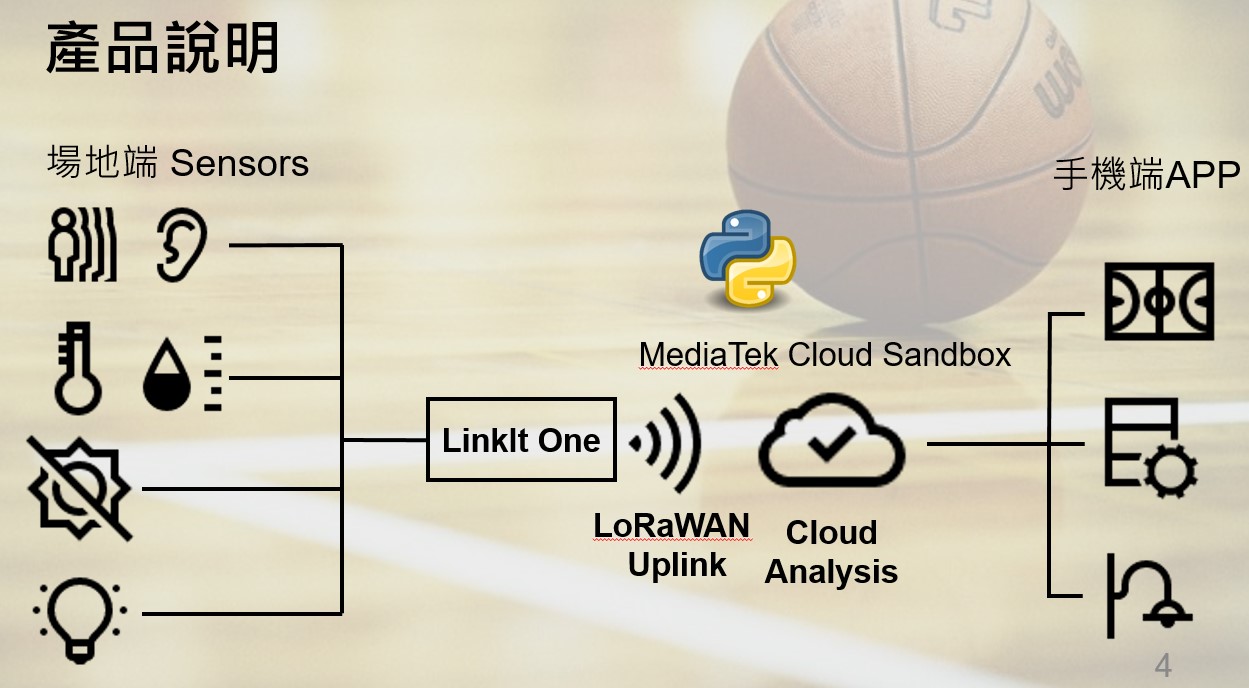 產品說明
場地端 Sensors
手機端APP
MediaTek Cloud Sandbox
LinkIt One
LoRaWAN
Uplink
Cloud
Analysis
4